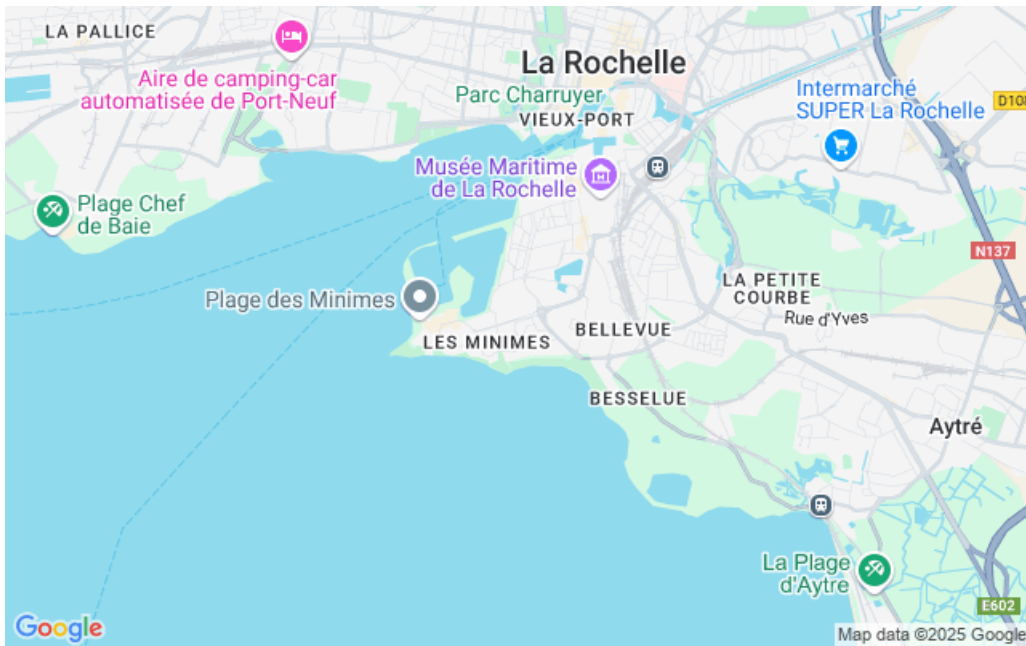 LA PALLICE
Aire de camping-car
automatisée de Port-Neuf
La Rochelle
Parc Charruyer
VIEUX-PORT
Intermarché
SUPER La Rochelle
Musée Maritime
de La Rochelle
Plage Chef
de Baie
N137
Plage des Minimes
LA PETITE
COURBE
Rue d'Yves
LES MINIMES
BELLEVUE
BESSELUE
Aytré
La Plage
d'Aytre
E602
Google
Map data ©2025 Google